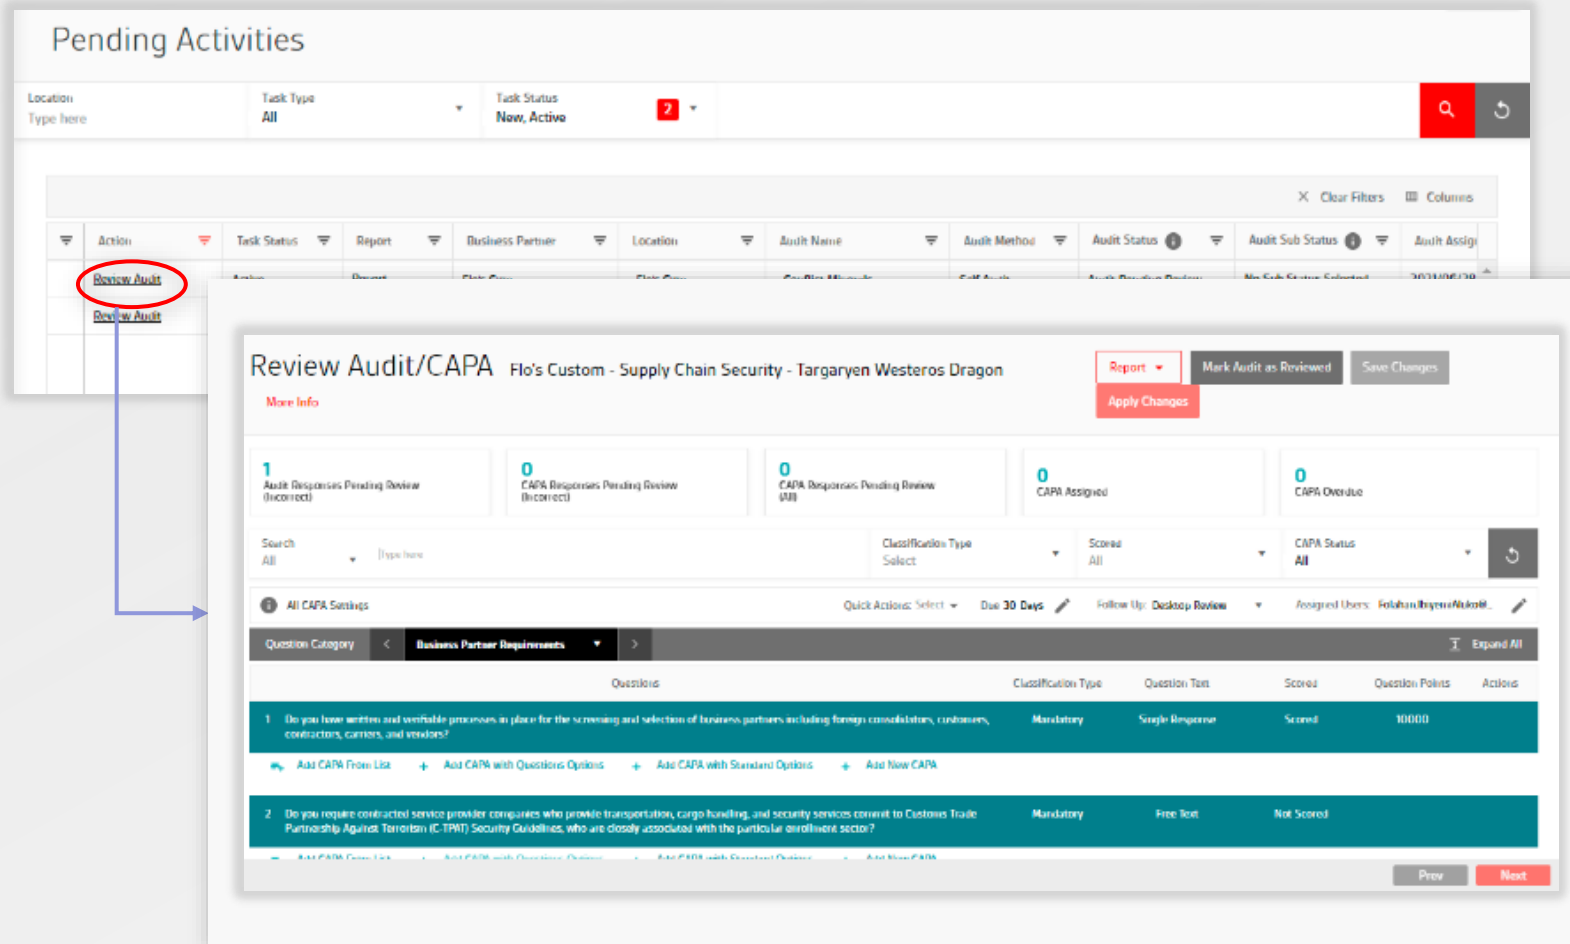 Pending Activities
Location
Task Type
Task Status
Type here
All
New, Active
2
Clear Filters
Columns
Action
Task Status
Report
Business Partner
Location
Audit Name
Audit Method
Audit Status
Audit Sub Status
Audit Assig
Review Audit
Review Audit
Review Audit/CAPA Flo's Custom - Supply Chain Security - Targaryen Westeros Dragon
Report
Mark Audit as Reviewed
Save Changes
More Info
Apply Changes
1
Audit Responses Pending Review
(Incorrect)
0
CAPA Responses Pending Review
(Incorrect)
0
CAPA Responses Pending Review
(All)
0
CAPA Assigned
0
CAPA Overdue
Search
All
Type here
Classification Type
Select
Scored
All
CAPA Status
All
All CAPA Settings
Quick Actions: Select
Due 30 Days
Follow Up: Desktop Review
Assigned Users:
Question Category
Business Partner Requirements
Expand All
Questions
Classification Type
Question Text
Scored
Question Points
Actions
1 Do you have written and verifiable processes in place for the screening and selection of business partners including foreign consolidators, customers,
contractors, carriers, and vendors?
Mandatory
Single Response
Scored
10000
Add CAPA From List
Add CAPA with Questions Options
Add CAPA with Standard Options
Add New CAPA
2 Do you require contracted service provider companies who provide transportation, cargo handling, and security services commit to Customs Trade
Partnership Against Terrorism (C-TPAT) Security Guidelines, who are closely associated with the particular enrollment sector?
Mandatory
Free Text
Not Scored
Prev
Next